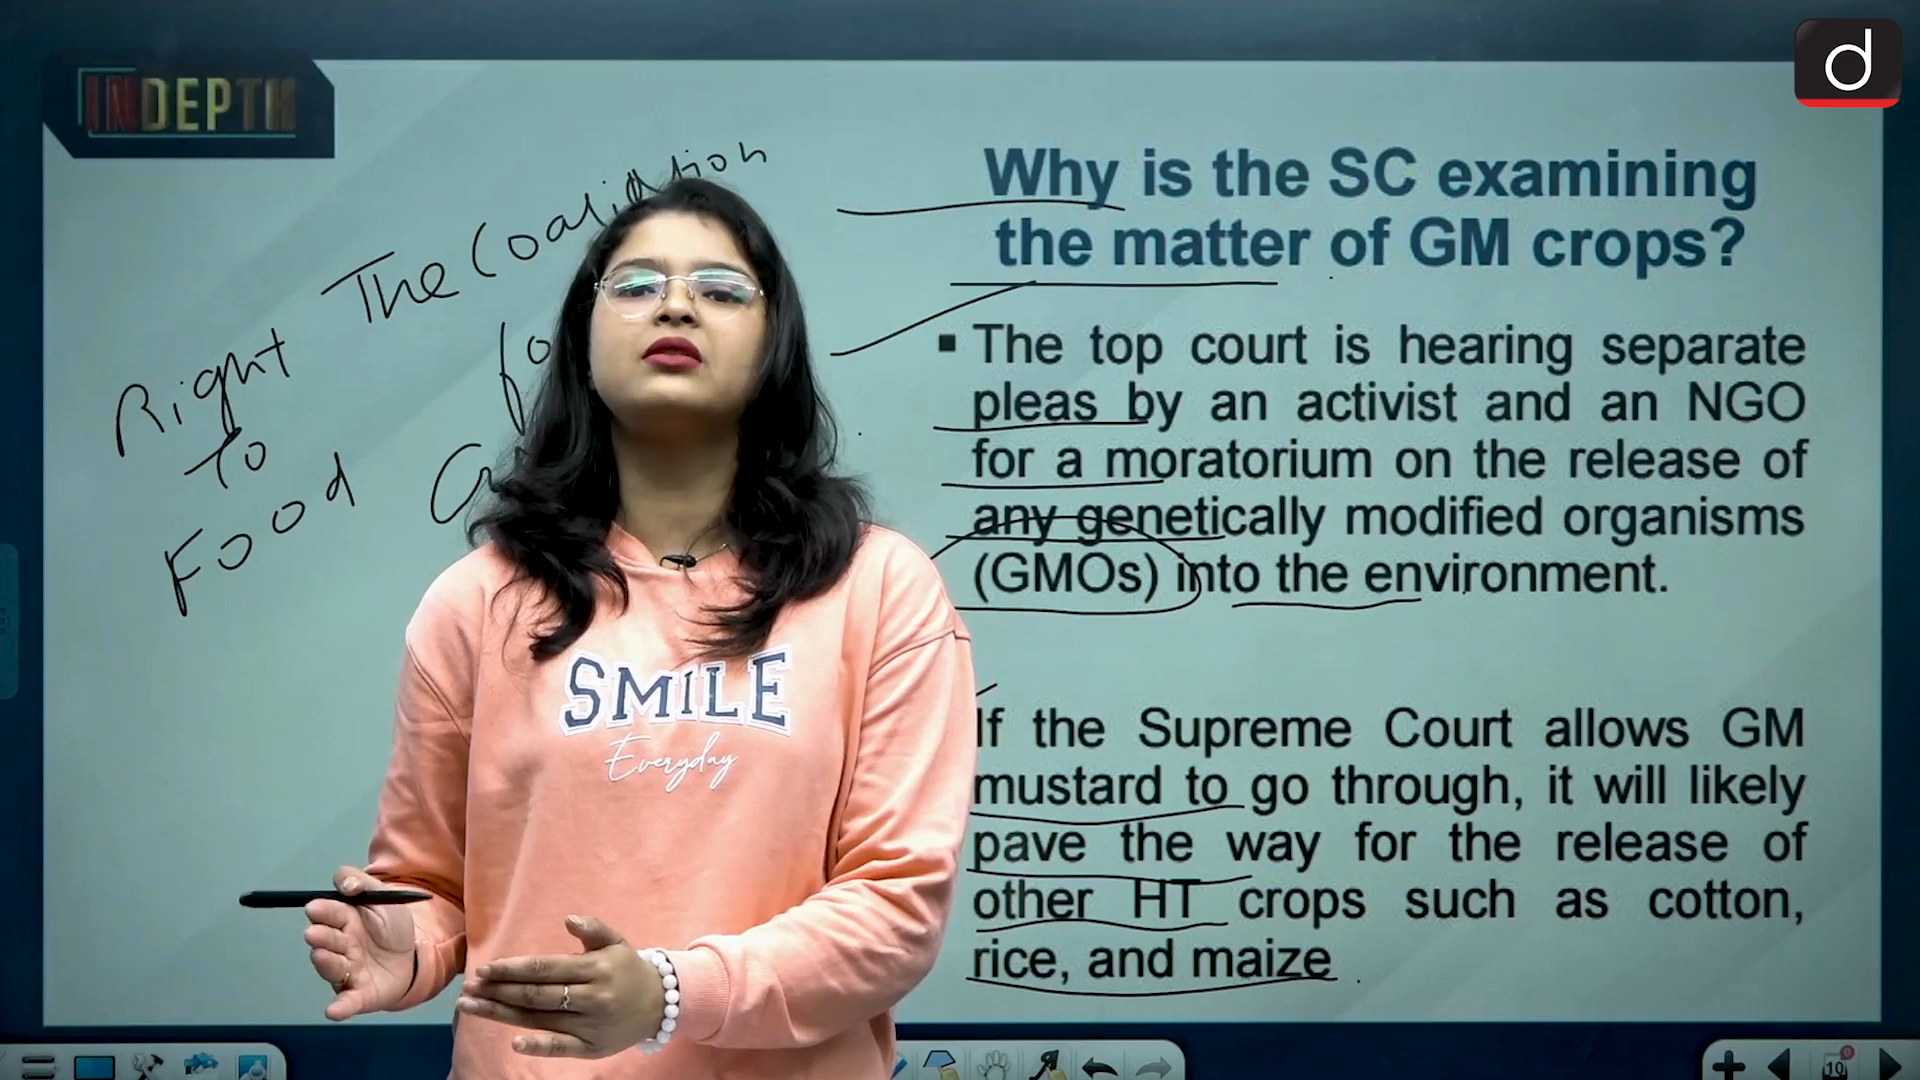 d
INDEPTH
Why is the SC examining
the matter of GM crops?
▪ The top court is hearing separate
pleas by an activist and an NGO
for a moratorium on the release of
any genetically modified organisms
(GMOs) into the environment.
If the Supreme Court allows GM
mustard to go through, it will likely
pave the way for the release of
other HT crops such as cotton,
rice, and maize
The Coalidtion
Right
to
Food
SMILE
Everyday
10